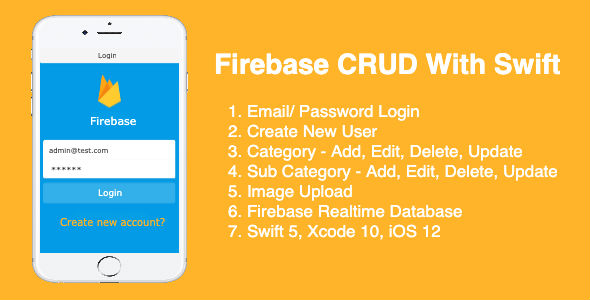 Login
Firebase
admin@test.com
******
Login
Create new account?
Firebase CRUD With Swift
1. Email/ Password Login
2. Create New User
3. Category - Add, Edit, Delete, Update
4. Sub Category - Add, Edit, Delete, Update
5. Image Upload
6. Firebase Realtime Database
7. Swift 5, Xcode 10, iOS 12